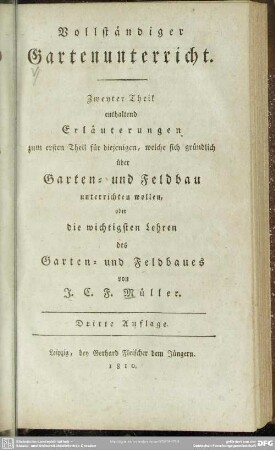 Vollständiger
Gartenunterricht.
Zweyter Theil
enthaltend
Erläuterungen
zum ersten Theil für diejenigen, welche sich gründlich
über
Garten- und Feldbau
unterrichten wollen,
oder
die wichtigsten Lehren
des
Garten- und Feldbaues
von
J. C. F. Müller.
Dritte Auflage.
Leipzig, bey Gerhard Fleischer dem Jüngern.
1810.